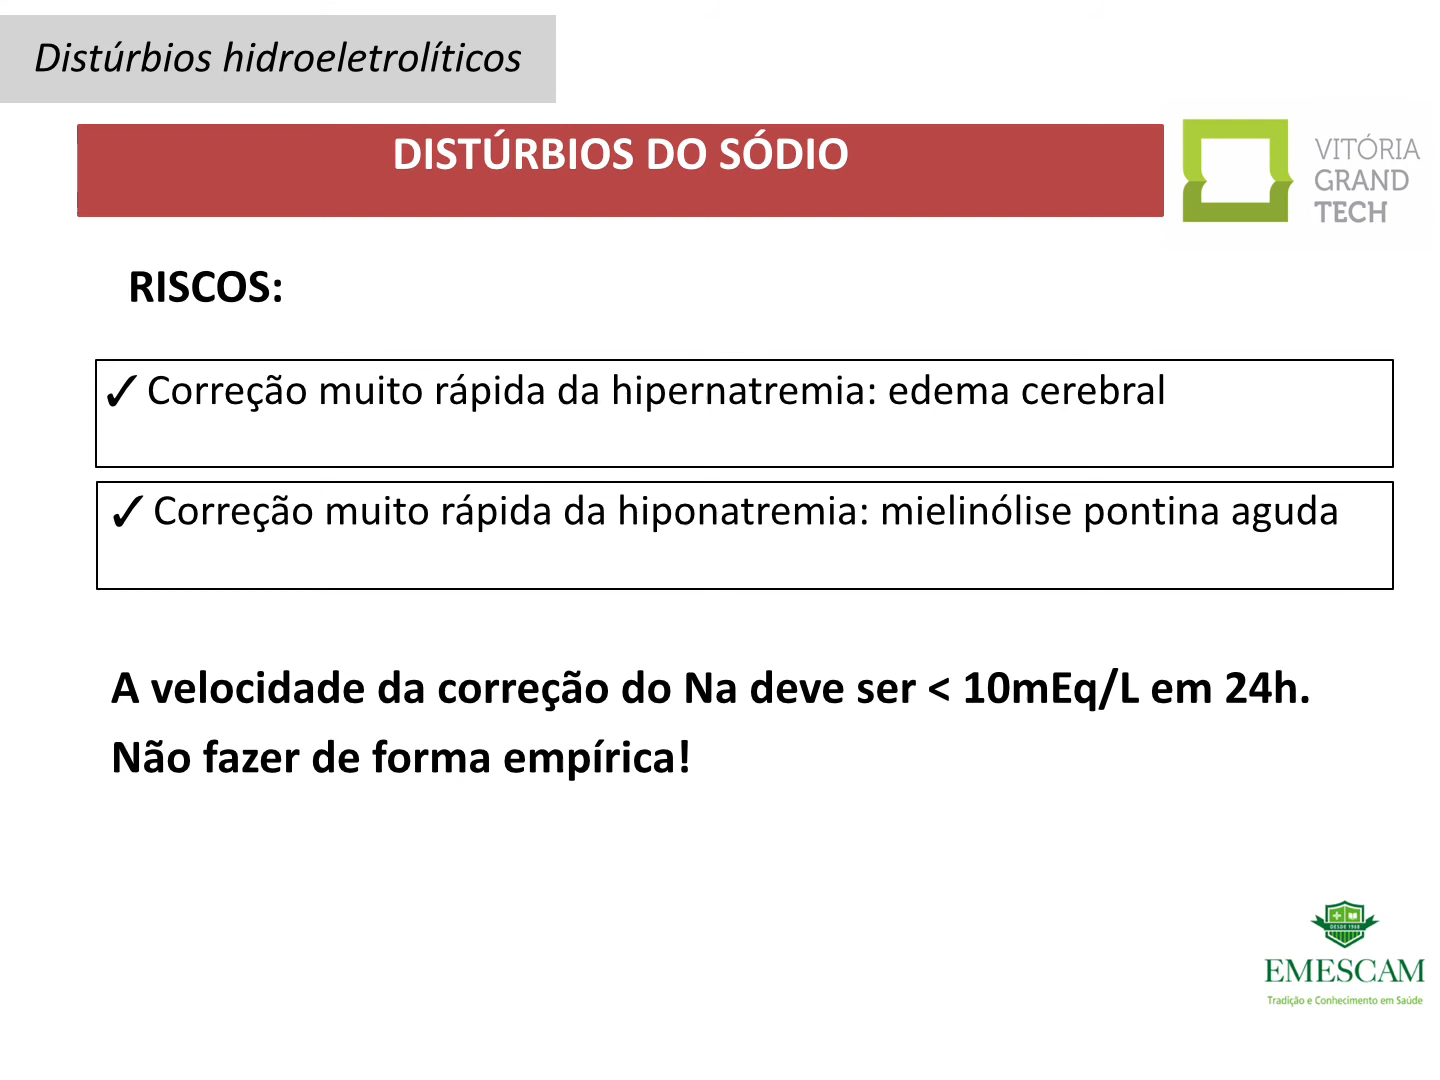 Distúrbios hidroeletrolíticos
DISTÚRBIOS DO SÓDIO
VITÓRIA
GRAND
TECH
RISCOS:
✓Correção muito rápida da hipernatremia: edema cerebral
✓Correção muito rápida da hiponatremia: mielinólise pontina aguda
A velocidade da correção do Na deve ser < 10mEq/L em 24h.
Não fazer de forma empírica!
DESDE 1968
EMESCAM
Tradição e Conhecimento em Saúde